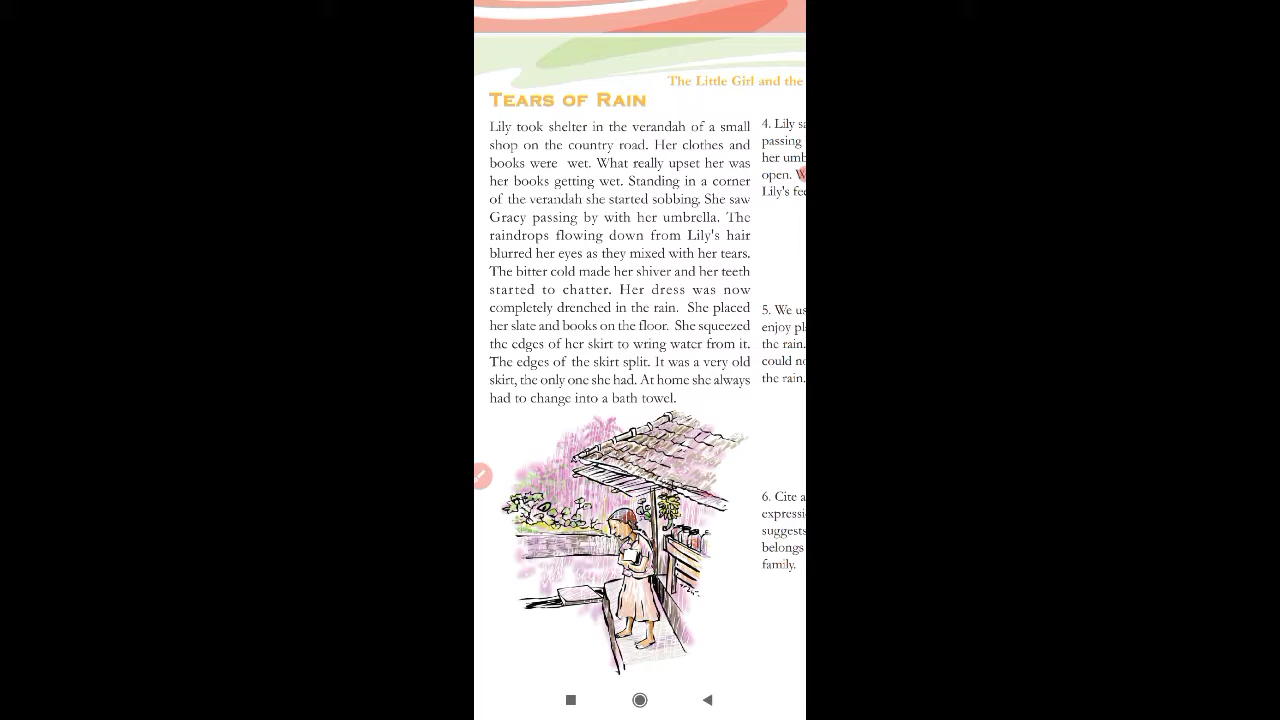 The Little Girl and the
TEARS OF RAIN
Lily took shelter in the verandah of a small
shop on the country road. Her clothes and
books were wet. What really upset her was
her books getting wet. Standing in a corner
of the verandah she started sobbing. She saw
Gracy passing by with her umbrella. The
raindrops flowing down from Lily's hair
blurred her eyes as they mixed with her tears.
The bitter cold made her shiver and her teeth
started to chatter. Her dress was now
completely drenched in the rain. She placed
her slate and books on the floor. She squeezed
the edges of her skirt to wring water from it.
The edges of the skirt split. It was a very old
skirt, the only one she had. At home she always
had to change into a bath towel.
4. Lily sa
passing
her umb
open. W
Lily's fee
5. We us
enjoy pl
the rain.
could no
the rain.
6. Cite a
expressi
suggests
belongs
family.